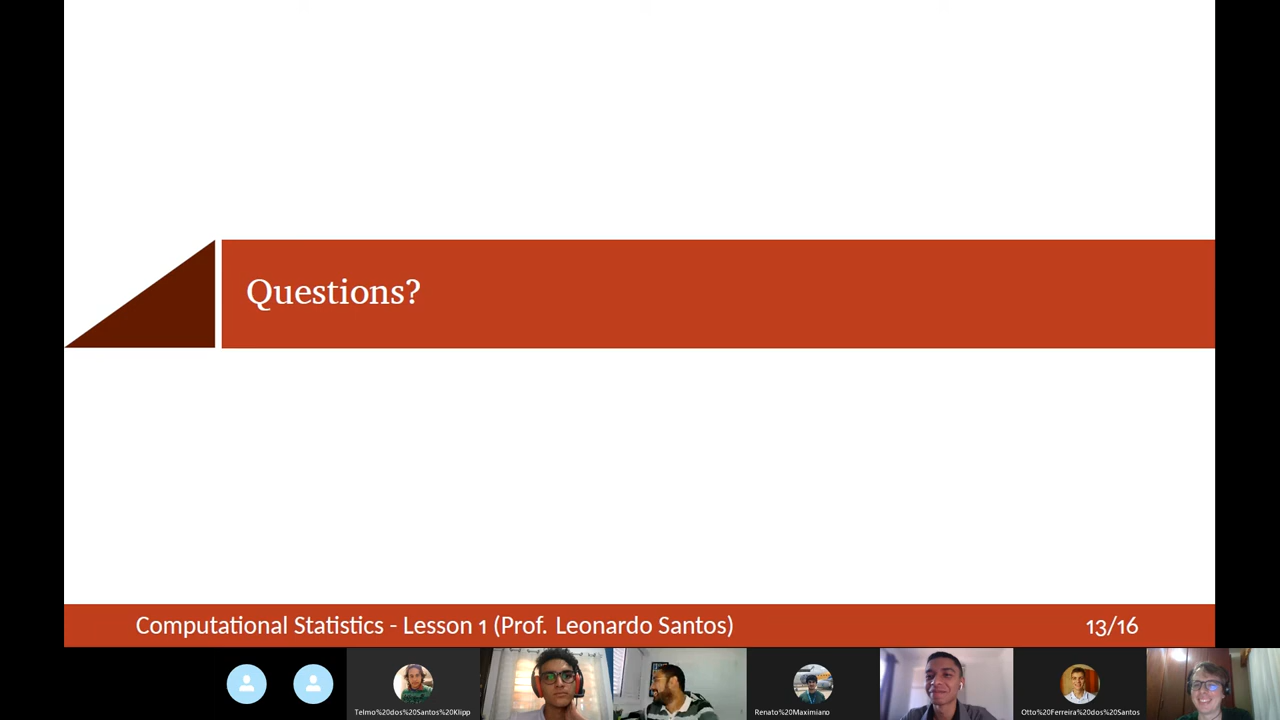 Questions?
Computational Statistics - Lesson 1 (Prof. Leonardo Santos)
13/16
Telmo%20dos%20Santos%20Klipp
Renato%20Maximiano
Otto%20Ferreira%20dos%20Santos